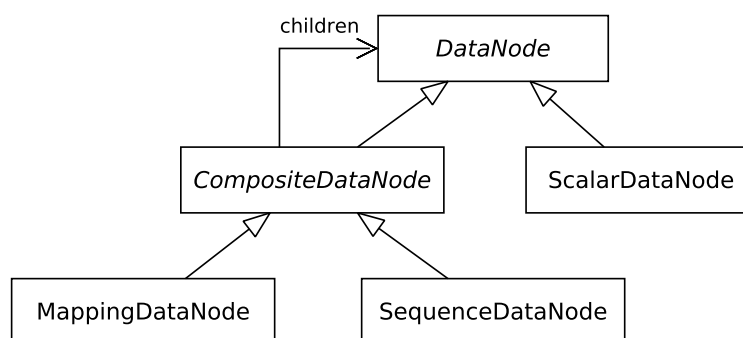 children
DataNode
CompositeDataNode
ScalarDataNode
MappingDataNode
SequenceDataNode